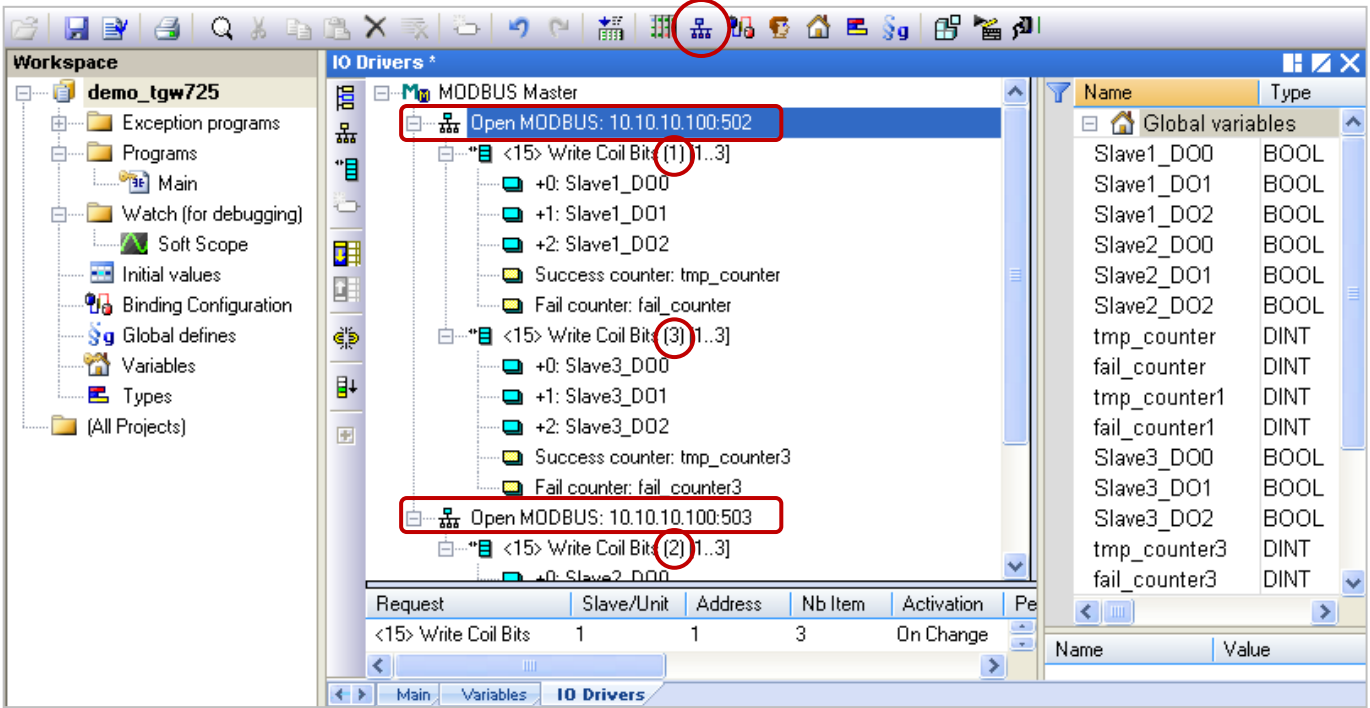 Workspace
demo_tgw725
Exception programs
Programs
Main
Watch (for debugging)
Soft Scope
Initial values
Binding Configuration
Global defines
Variables
Types
(All Projects)
IO Drivers *
MODBUS Master
Open MODBUS: 10.10.10.100:502
<15> Write Coil Bits (1) [1..3]
+0: Slave1_DO0
+1: Slave1_DO1
+2: Slave1_DO2
Success counter: tmp_counter
Fail counter: fail_counter
<15> Write Coil Bits (3) [1..3]
+0: Slave3_DO0
+1: Slave3_DO1
+2: Slave3_DO2
Success counter: tmp_counter3
Fail counter: fail_counter3
Open MODBUS: 10.10.10.100:503
<15> Write Coil Bits (2) [1..3]
+0: Slave2_DO0
Request Slave/Unit Address Nb Item Activation Pe
<15> Write Coil Bits 1 1 3 On Change
Main Variables IO Drivers
Name Type
Global variables
Slave1_DO0 BOOL
Slave1_DO1 BOOL
Slave1_DO2 BOOL
Slave2_DO0 BOOL
Slave2_DO1 BOOL
Slave2_DO2 BOOL
tmp_counter DINT
fail_counter DINT
tmp_counter1 DINT
fail_counter1 DINT
Slave3_DO0 BOOL
Slave3_DO1 BOOL
Slave3_DO2 BOOL
tmp_counter3 DINT
fail_counter3 DINT
Name Value